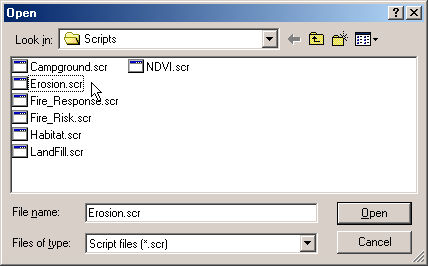 Open
Look in: Scripts
Campground.scr NDVI.scr
Erosion.scr
Fire_Response.scr
Fire_Risk.scr
Habitat.scr
LandFill.scr
File name: Erosion.scr Open
Files of type: Script files (*.scr) Cancel